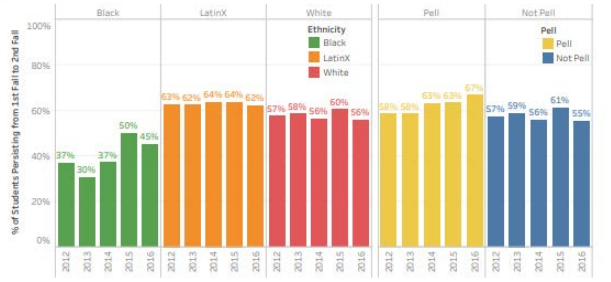 Black LatinX White Pell Not Pell
% of Students Persisting from 1st Fall to 2nd Fall
100%
80%
60%
40%
20%
0%
Ethnicity
Black
LatinX
White
Pell
Pell
Not Pell
37% 30% 37% 50% 45% 63% 62% 64% 64% 62% 57% 58% 56% 60% 56% 58% 58% 63% 63% 67% 57% 59% 56% 61% 55%
2012 2013 2014 2015 2016 2012 2013 2014 2015 2016 2012 2013 2014 2015 2016 2012 2013 2014 2015 2016 2012 2013 2014 2015 2016